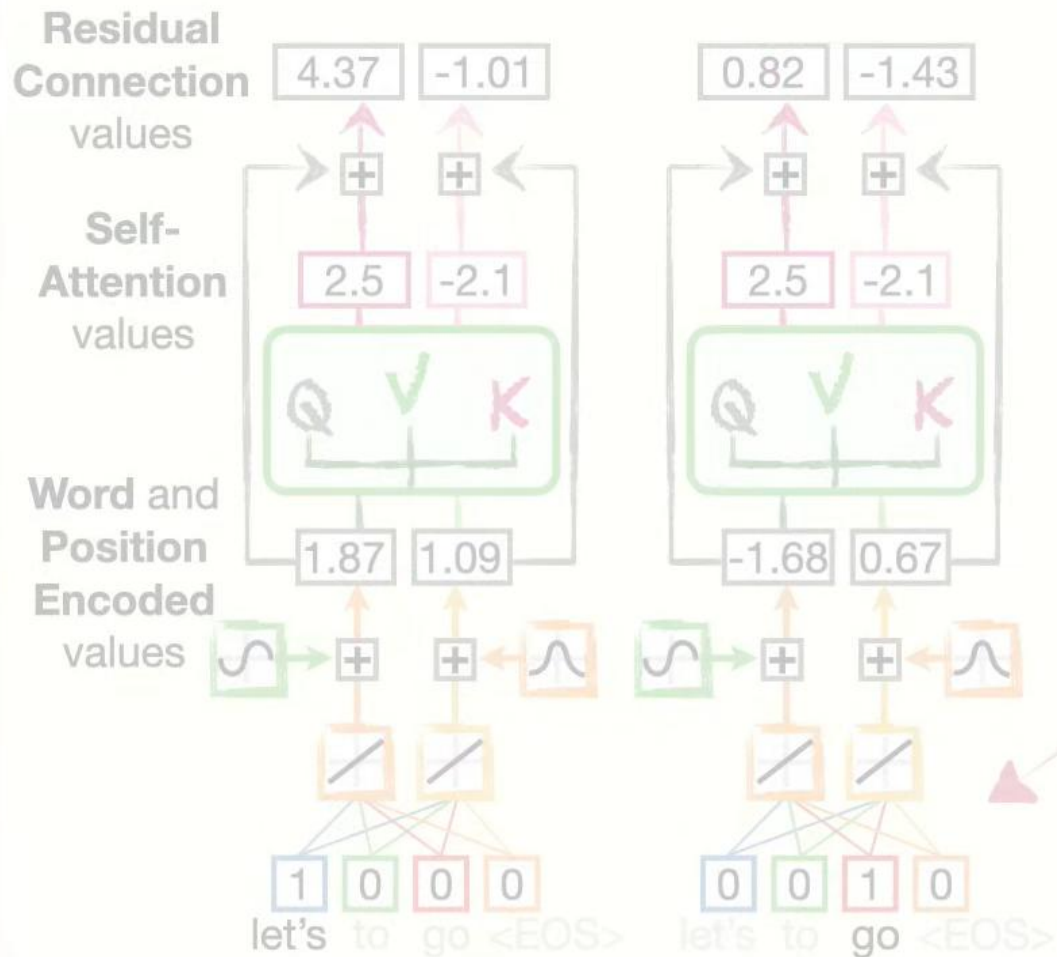 Residual
Connection
values
4.37 -1.01 0.82 -1.43
+ + + +
Self-
Attention
values
2.5 -2.1 2.5 -2.1
Q V K Q V K
Word and
Position
Encoded
values
1.87 1.09 -1.68 0.67
+ + + +
1 0 0 0 0 0 1 0
let's to go <EOS> let's to go <EOS>